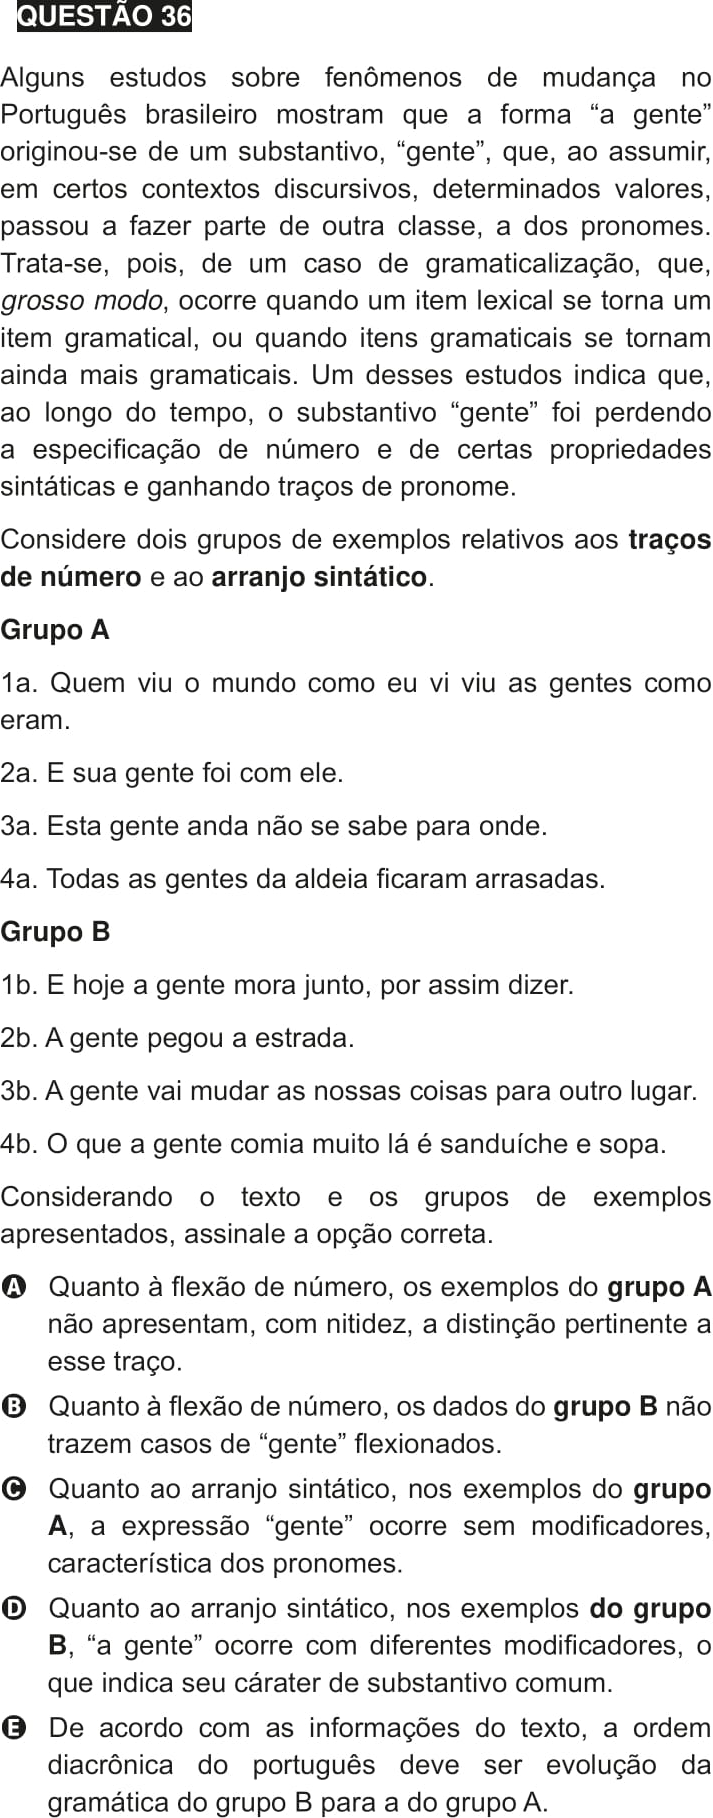 QUESTÃO 36
Alguns estudos sobre fenômenos de mudança no
Português brasileiro mostram que a forma “a gente”
originou-se de um substantivo, “gente”, que, ao assumir,
em certos contextos discursivos, determinados valores,
passou a fazer parte de outra classe, a dos pronomes.
Trata-se, pois, de um caso de gramaticalização, que,
grosso modo, ocorre quando um item lexical se torna um
item gramatical, ou quando itens gramaticais se tornam
ainda mais gramaticais. Um desses estudos indica que,
ao longo do tempo, o substantivo “gente” foi perdendo
a especificação de número e de certas propriedades
sintáticas e ganhando traços de pronome.
Considere dois grupos de exemplos relativos aos traços
de número e ao arranjo sintático.
Grupo A
1a. Quem viu o mundo como eu vi viu as gentes como
eram.
2a. E sua gente foi com ele.
3a. Esta gente anda não se sabe para onde.
4a. Todas as gentes da aldeia ficaram arrasadas.
Grupo B
1b. E hoje a gente mora junto, por assim dizer.
2b. A gente pegou a estrada.
3b. A gente vai mudar as nossas coisas para outro lugar.
4b. O que a gente comia muito lá é sanduíche e sopa.
Considerando o texto e os grupos de exemplos
apresentados, assinale a opção correta.
A Quanto à flexão de número, os exemplos do grupo A
não apresentam, com nitidez, a distinção pertinente a
esse traço.
B Quanto à flexão de número, os dados do grupo B não
trazem casos de “gente” flexionados.
C Quanto ao arranjo sintático, nos exemplos do grupo
A, a expressão “gente” ocorre sem modificadores,
característica dos pronomes.
D Quanto ao arranjo sintático, nos exemplos do grupo
B, “a gente” ocorre com diferentes modificadores, o
que indica seu cárater de substantivo comum.
E De acordo com as informações do texto, a ordem
diacrônica do português deve ser evolução da
gramática do grupo B para a do grupo A.